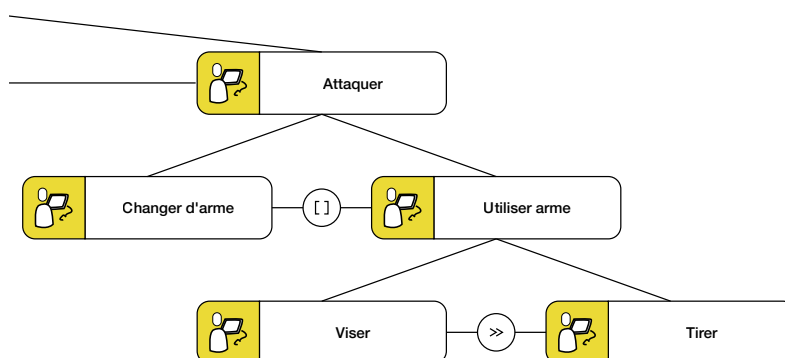 Attaquer
Changer d'arme
[]
Utiliser arme
Viser
>>
Tirer